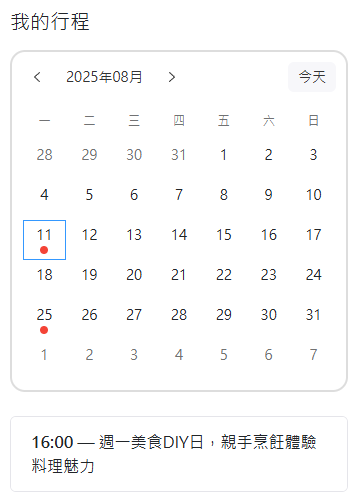 我的行程
2025年08月 今天
一 二 三 四 五 六 日
28 29 30 31 1 2 3
4 5 6 7 8 9 10
11 12 13 14 15 16 17
18 19 20 21 22 23 24
25 26 27 28 29 30 31
1 2 3 4 5 6 7
16:00 — 週一美食DIY日，親手烹飪體驗
料理魅力